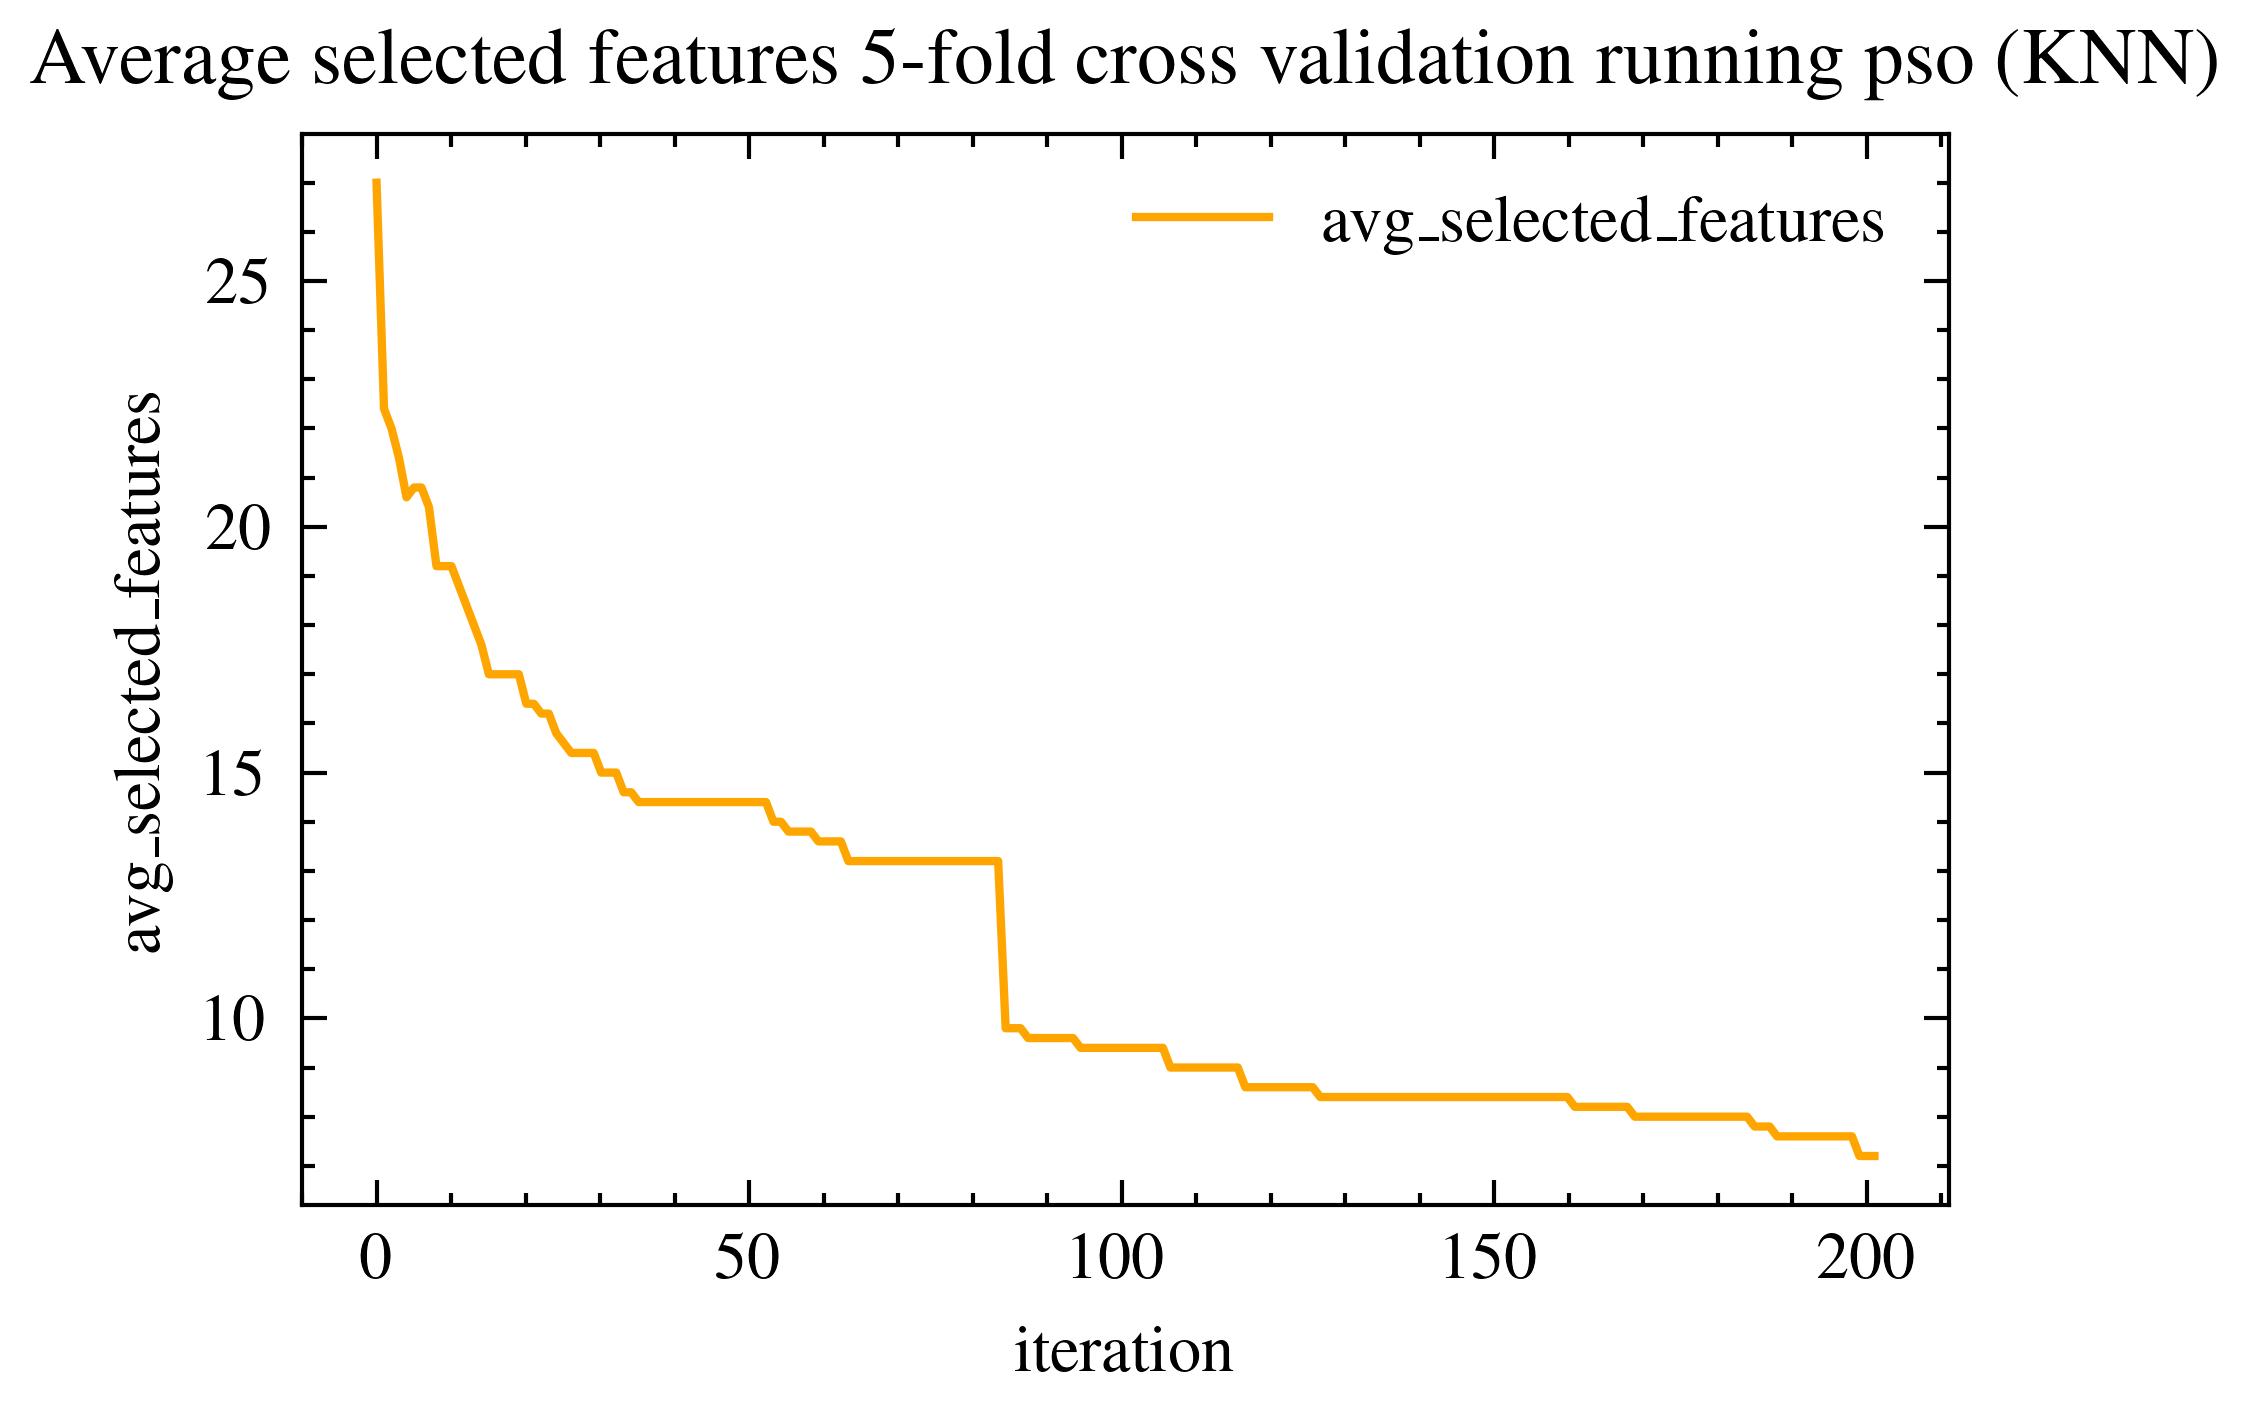 Average selected features 5-fold cross validation running pso (KNN)
avg_selected_features
avg_selected_features
25
20
15
10
0 50 100 150 200
iteration